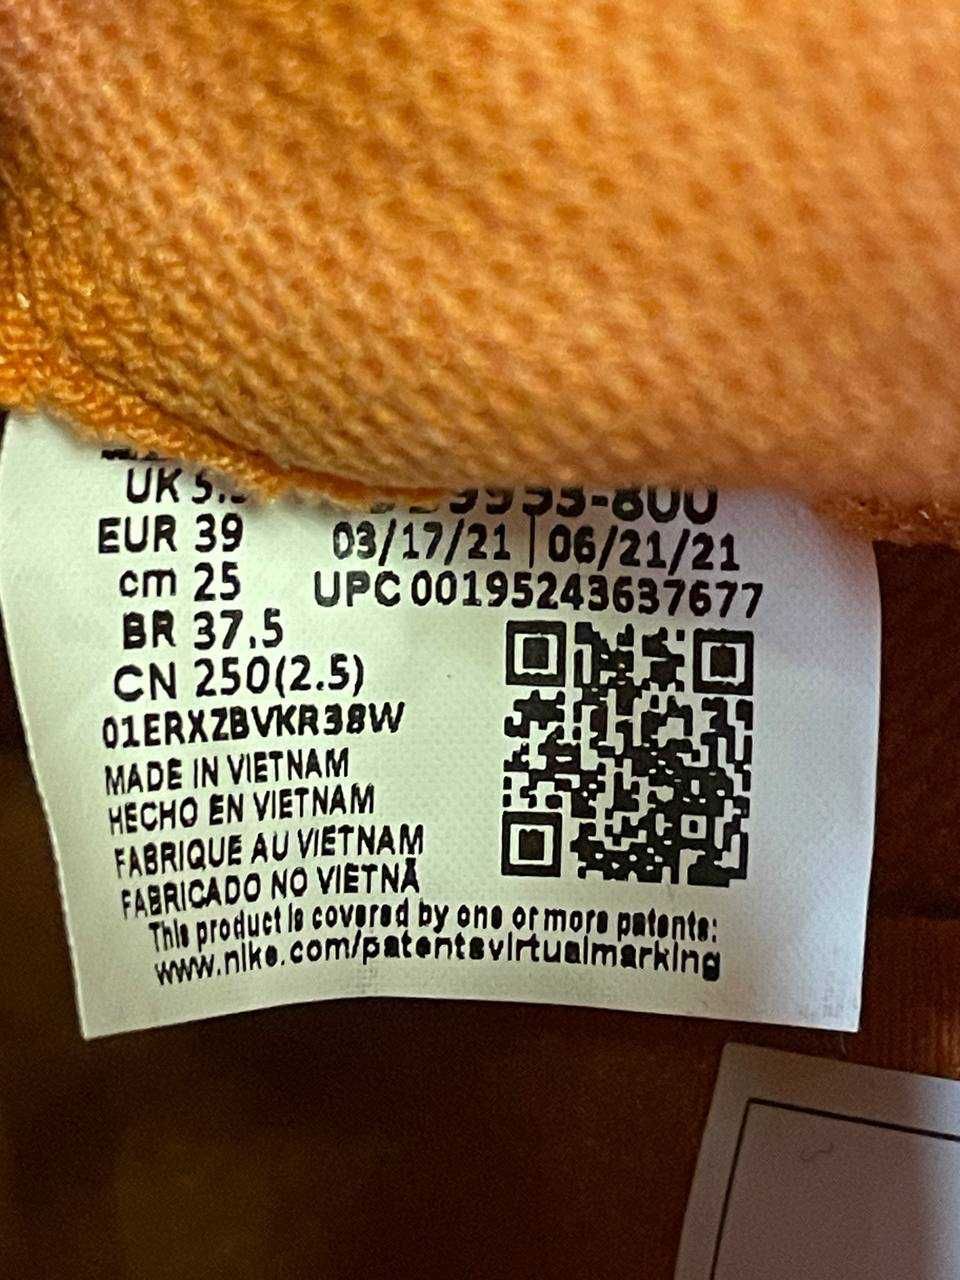 UK 5.5
EUR 39
cm 25
BR 37.5
CN 250(2.5)
01ERXZBVKR38W
03/17/21 | 06/21/21
UPC 00195243637677
MADE IN VIETNAM
HECHO EN VIETNAM
FABRIQUE AU VIETNAM
FABRICADO NO VIETNÃ
This product is covered by one or more patents:
www.nike.com/patentsvirtualmarking